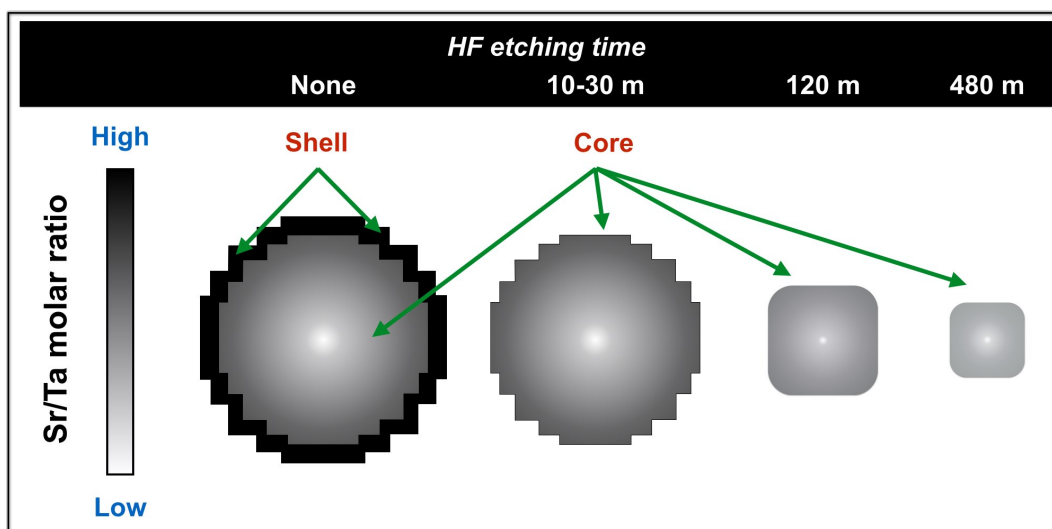 HF etching time
None 10-30 m 120 m 480 m
High Shell Core
Sr/Ta molar ratio
Low